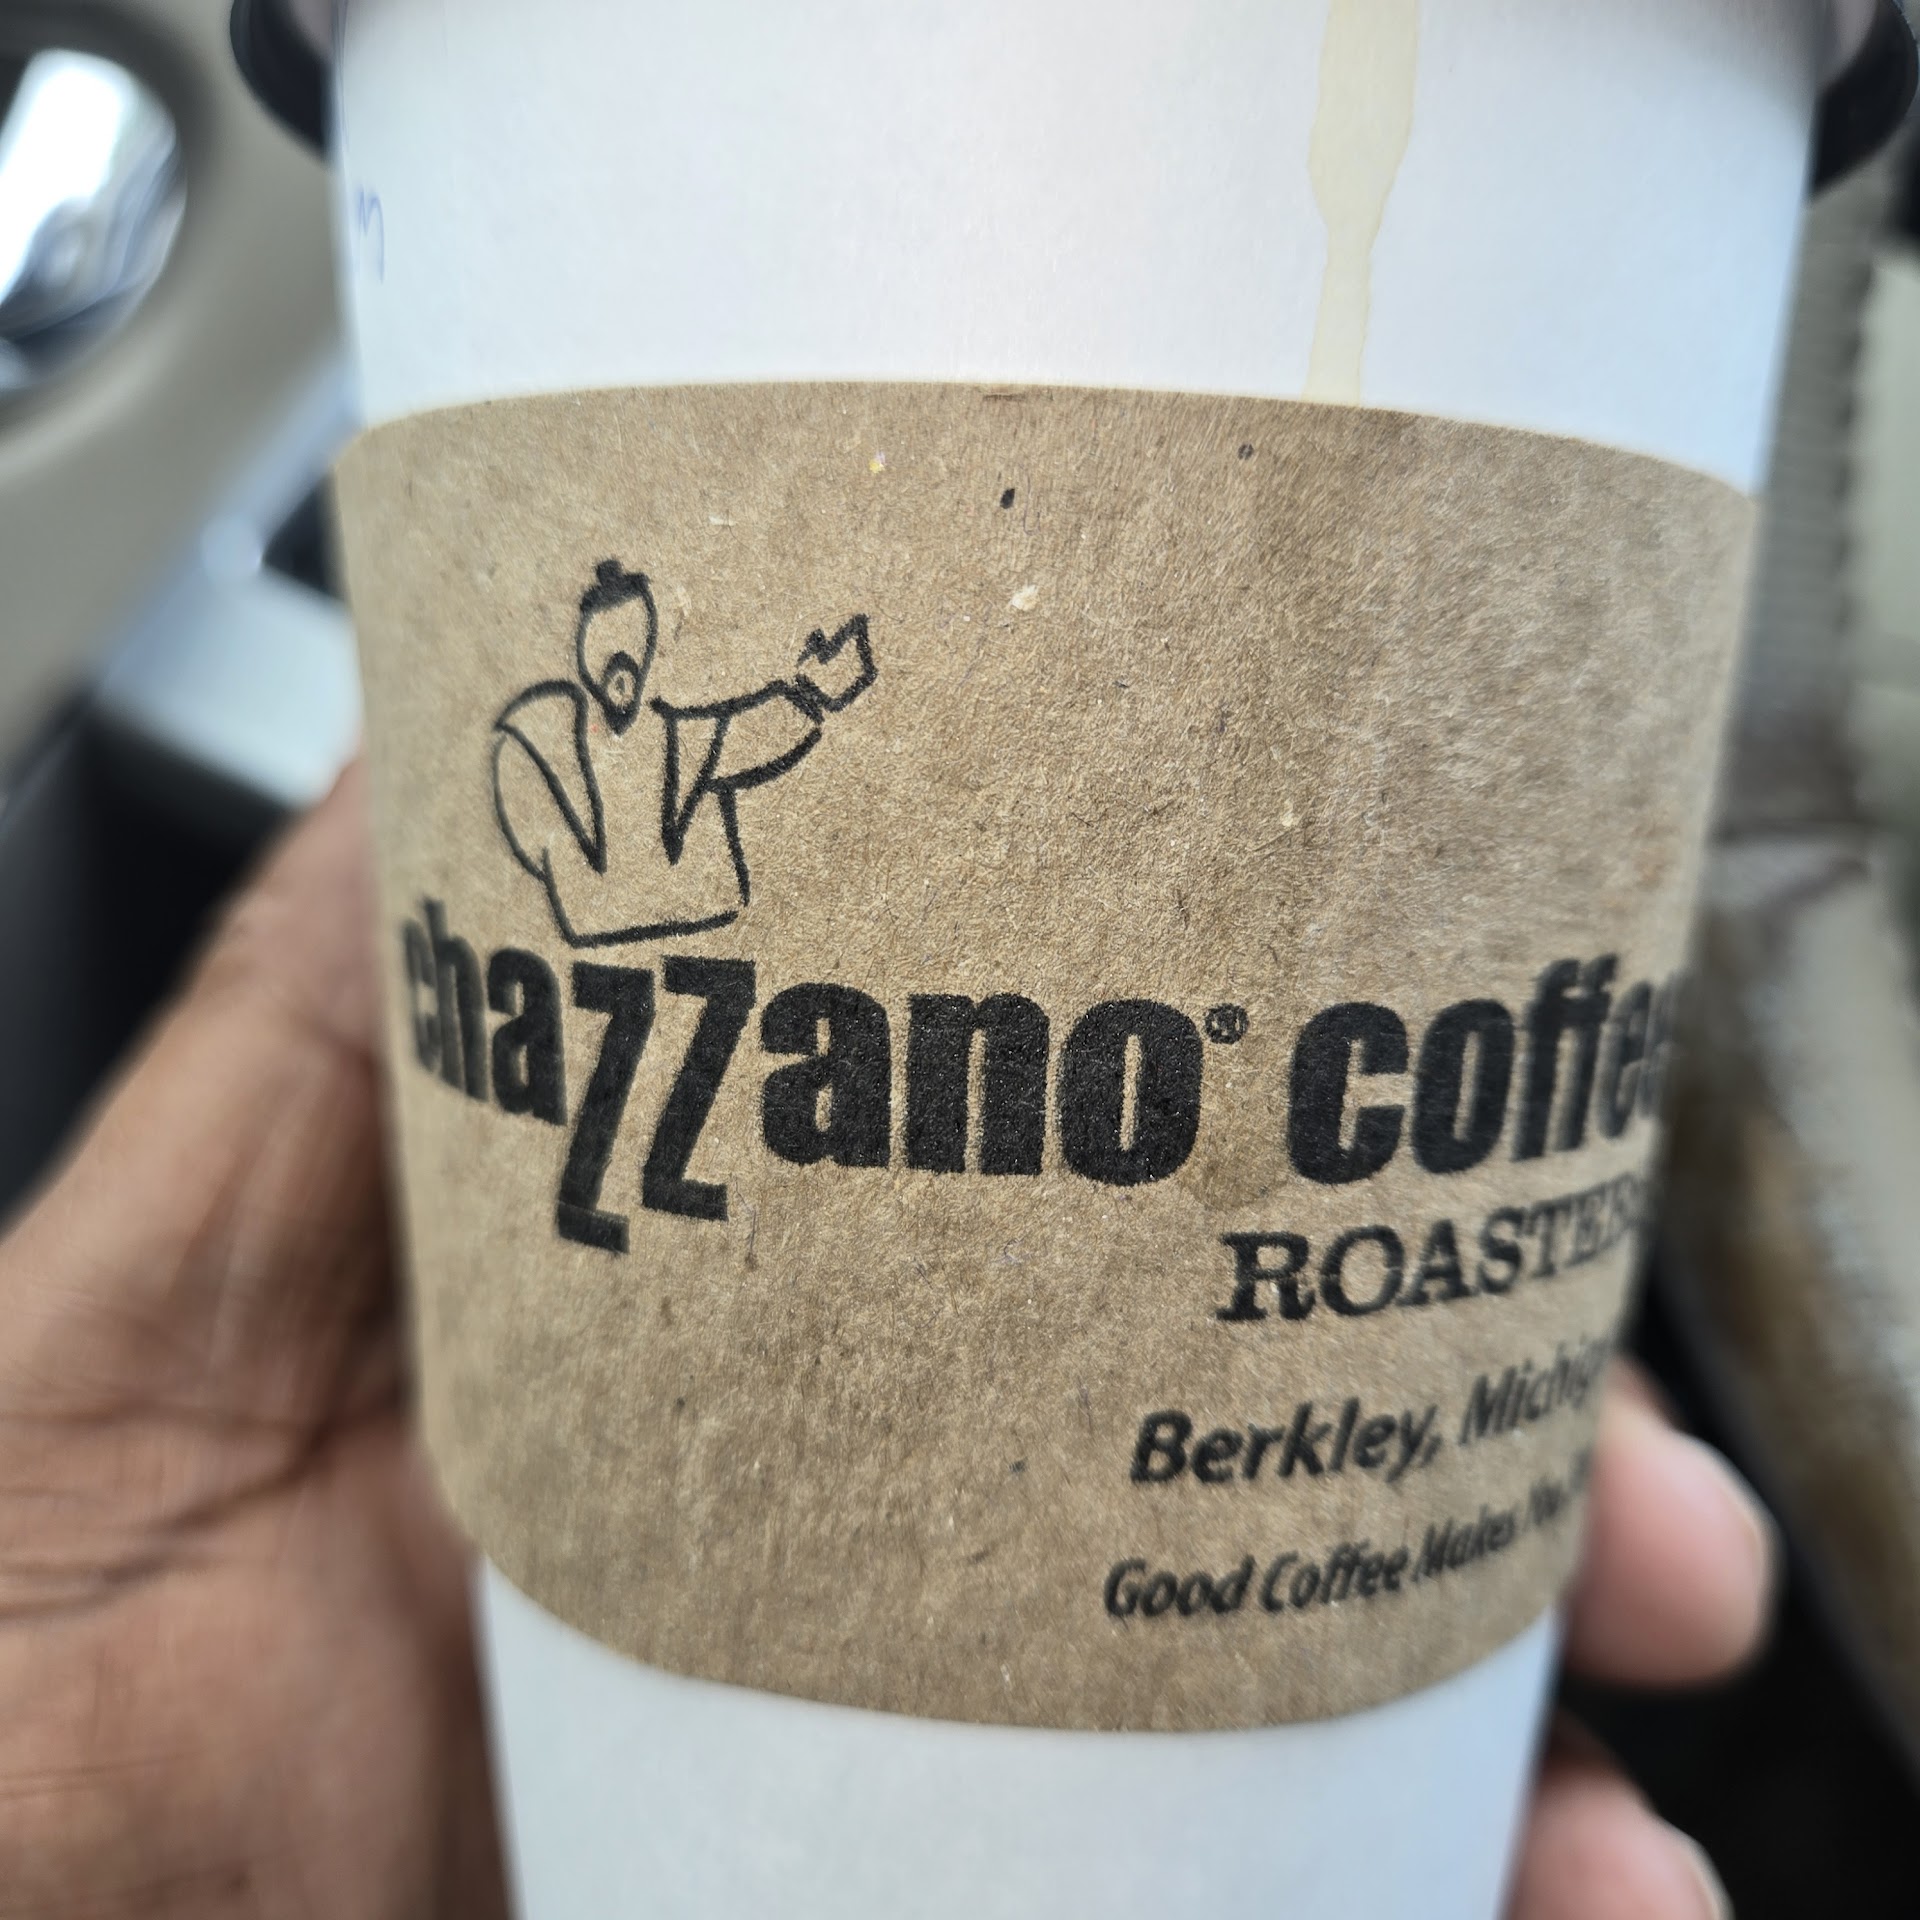 m
chazzano® coffee
ROASTERS
Berkley, Michigan
Good Coffee Makes